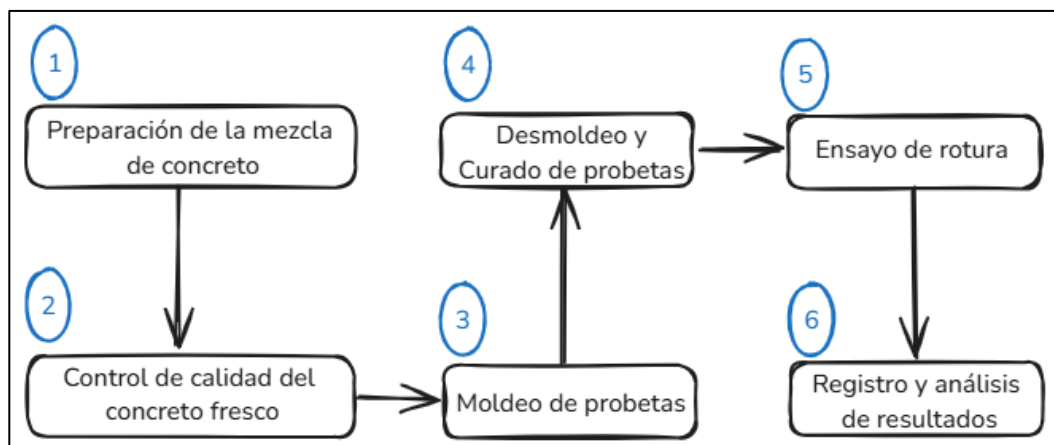 1
Preparación de la mezcla
de concreto
2
Control de calidad del
concreto fresco
3
Moldeo de probetas
4
Desmoldeo y
Curado de probetas
5
Ensayo de rotura
6
Registro y análisis
de resultados